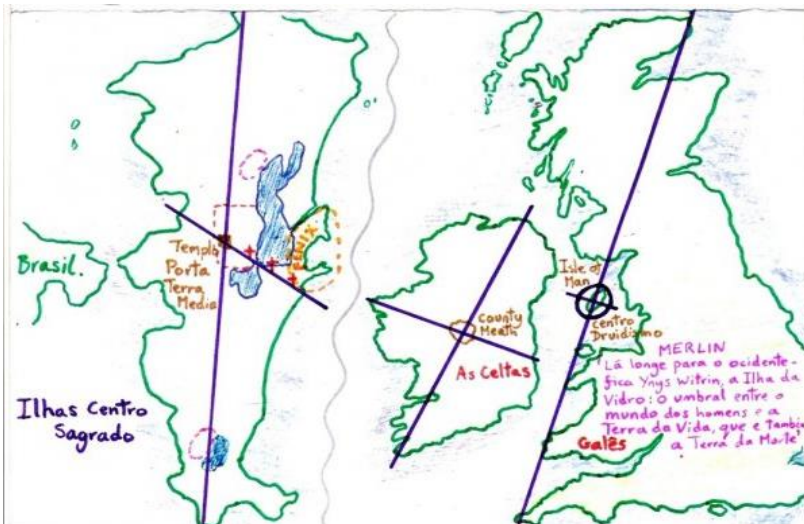 Brasil.
Templo
Porta
Terra
Media
FENIX
Ilhas Centro
Sagrado
County
Meath
As Celtas
Isle of
Man
Centro
Druidismo
MERLIN
Lá longe para o ocidente-
fica Ynys Witrin, a Ilha da
Vidro: o umbral entre o
mundo dos homens e a
Terra da Vida, que e Também
a Terra da Morte
Galês